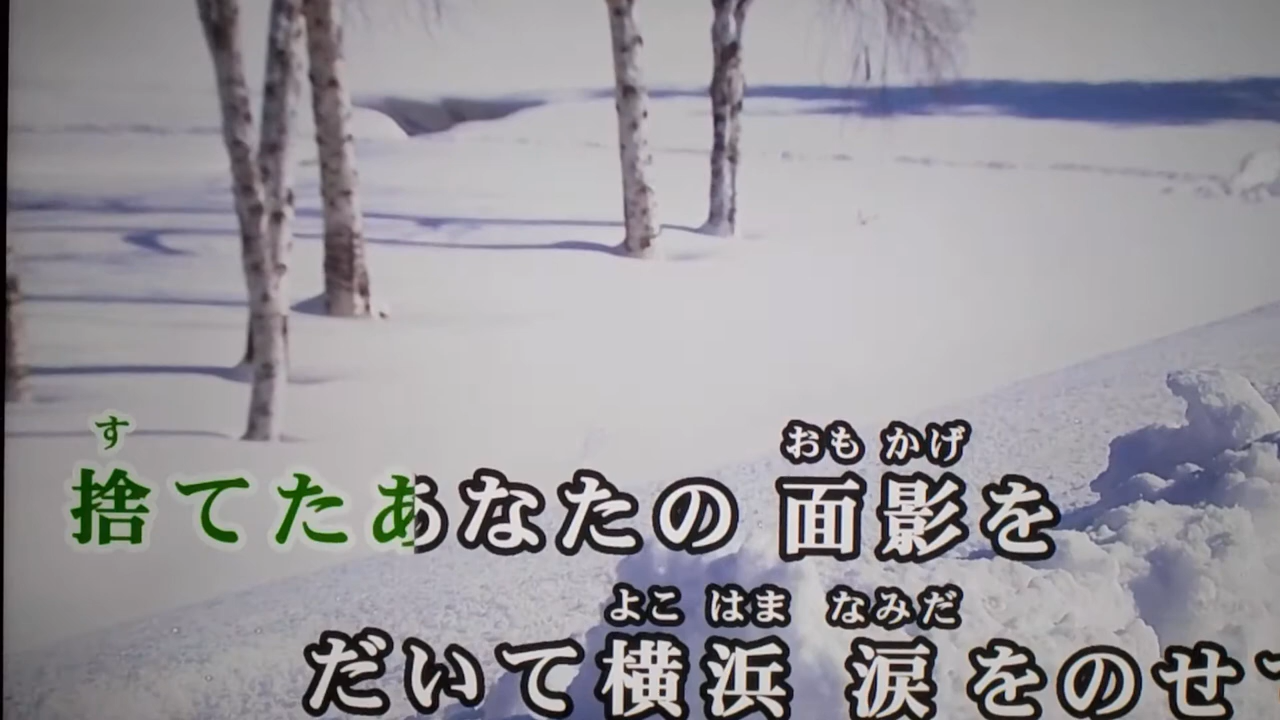 す
捨てたあなたの 面影を
おもかげ
だいて横浜 涙をのせ
よこはま なみだ